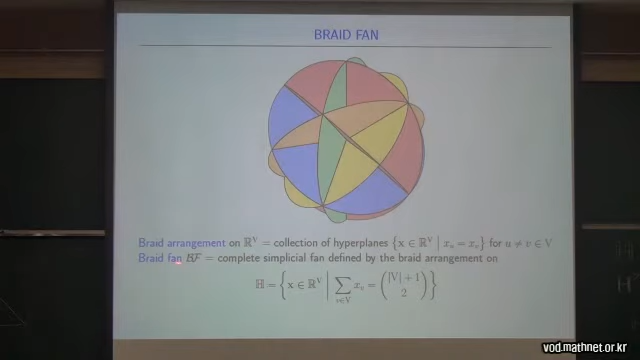 BRAID FAN
Braid arrangement on ℝ^V = collection of hyperplanes {x ∈ ℝ^V | x_u = x_v} for u ≠ v ∈ V
Braid fan ℬℱ = complete simplicial fan defined by the braid arrangement on
ℍ = {x ∈ ℝ^V | ∑_{v∈V} x_v = (|V| + 1 2)}
vod.mathnet.or.kr